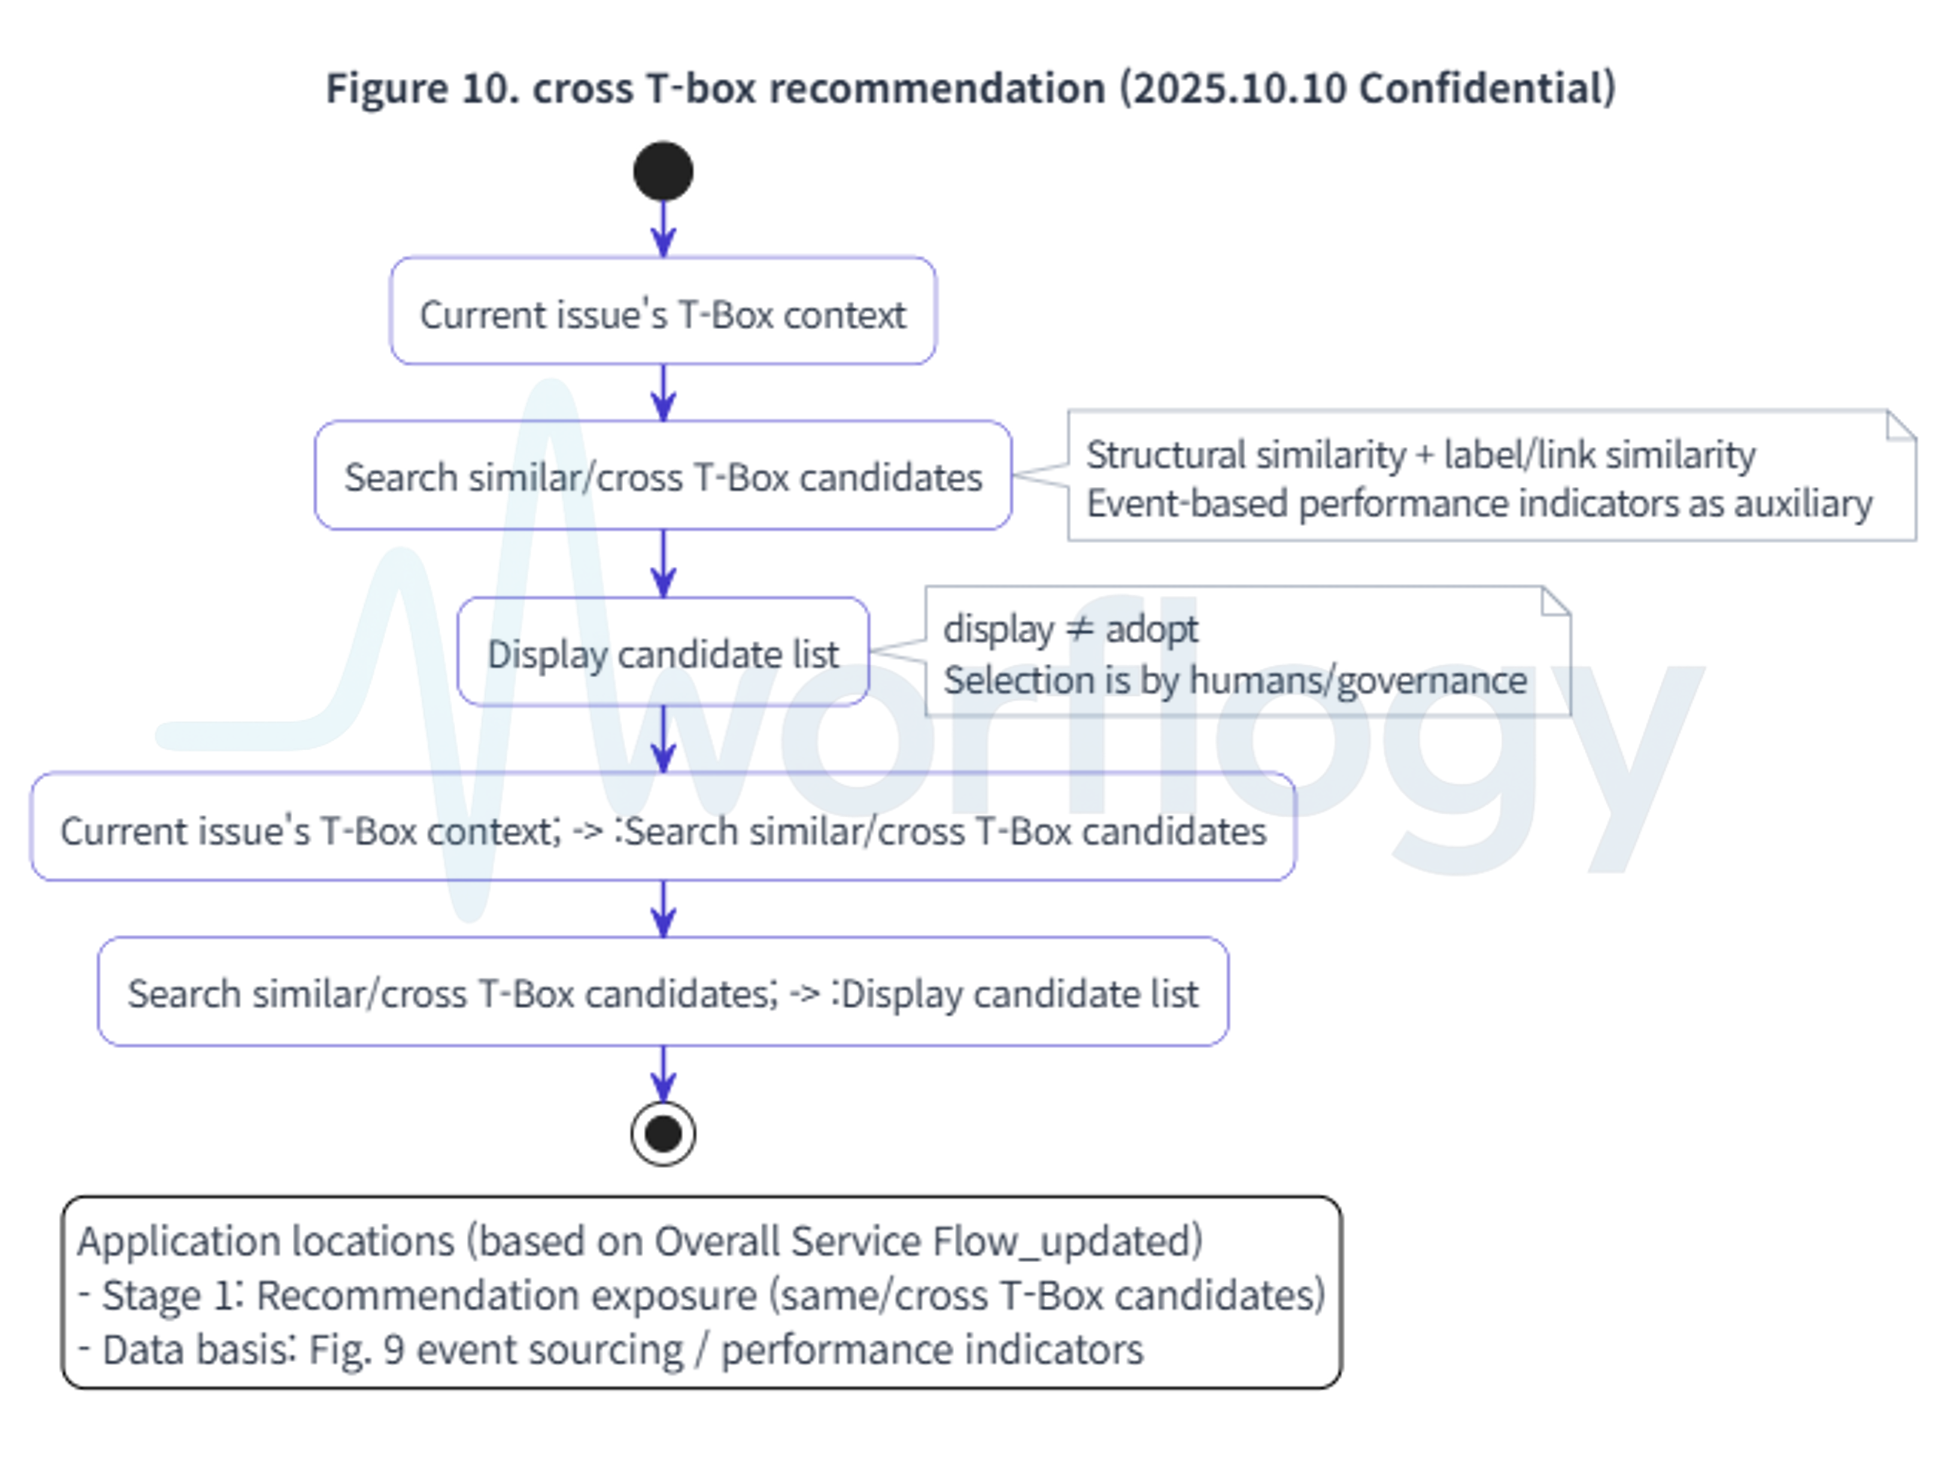 Figure 10. cross T-box recommendation (2025.10.10 Confidential)
Current issue's T-Box context
Search similar/cross T-Box candidates
Structural similarity + label/link similarity
Event-based performance indicators as auxiliary
Display candidate list
display ≠ adopt
Selection is by humans/governance
worflogy
Current issue's T-Box context; -> :Search similar/cross T-Box candidates
Search similar/cross T-Box candidates; -> :Display candidate list
Application locations (based on Overall Service Flow_updated)
- Stage 1: Recommendation exposure (same/cross T-Box candidates)
- Data basis: Fig. 9 event sourcing / performance indicators